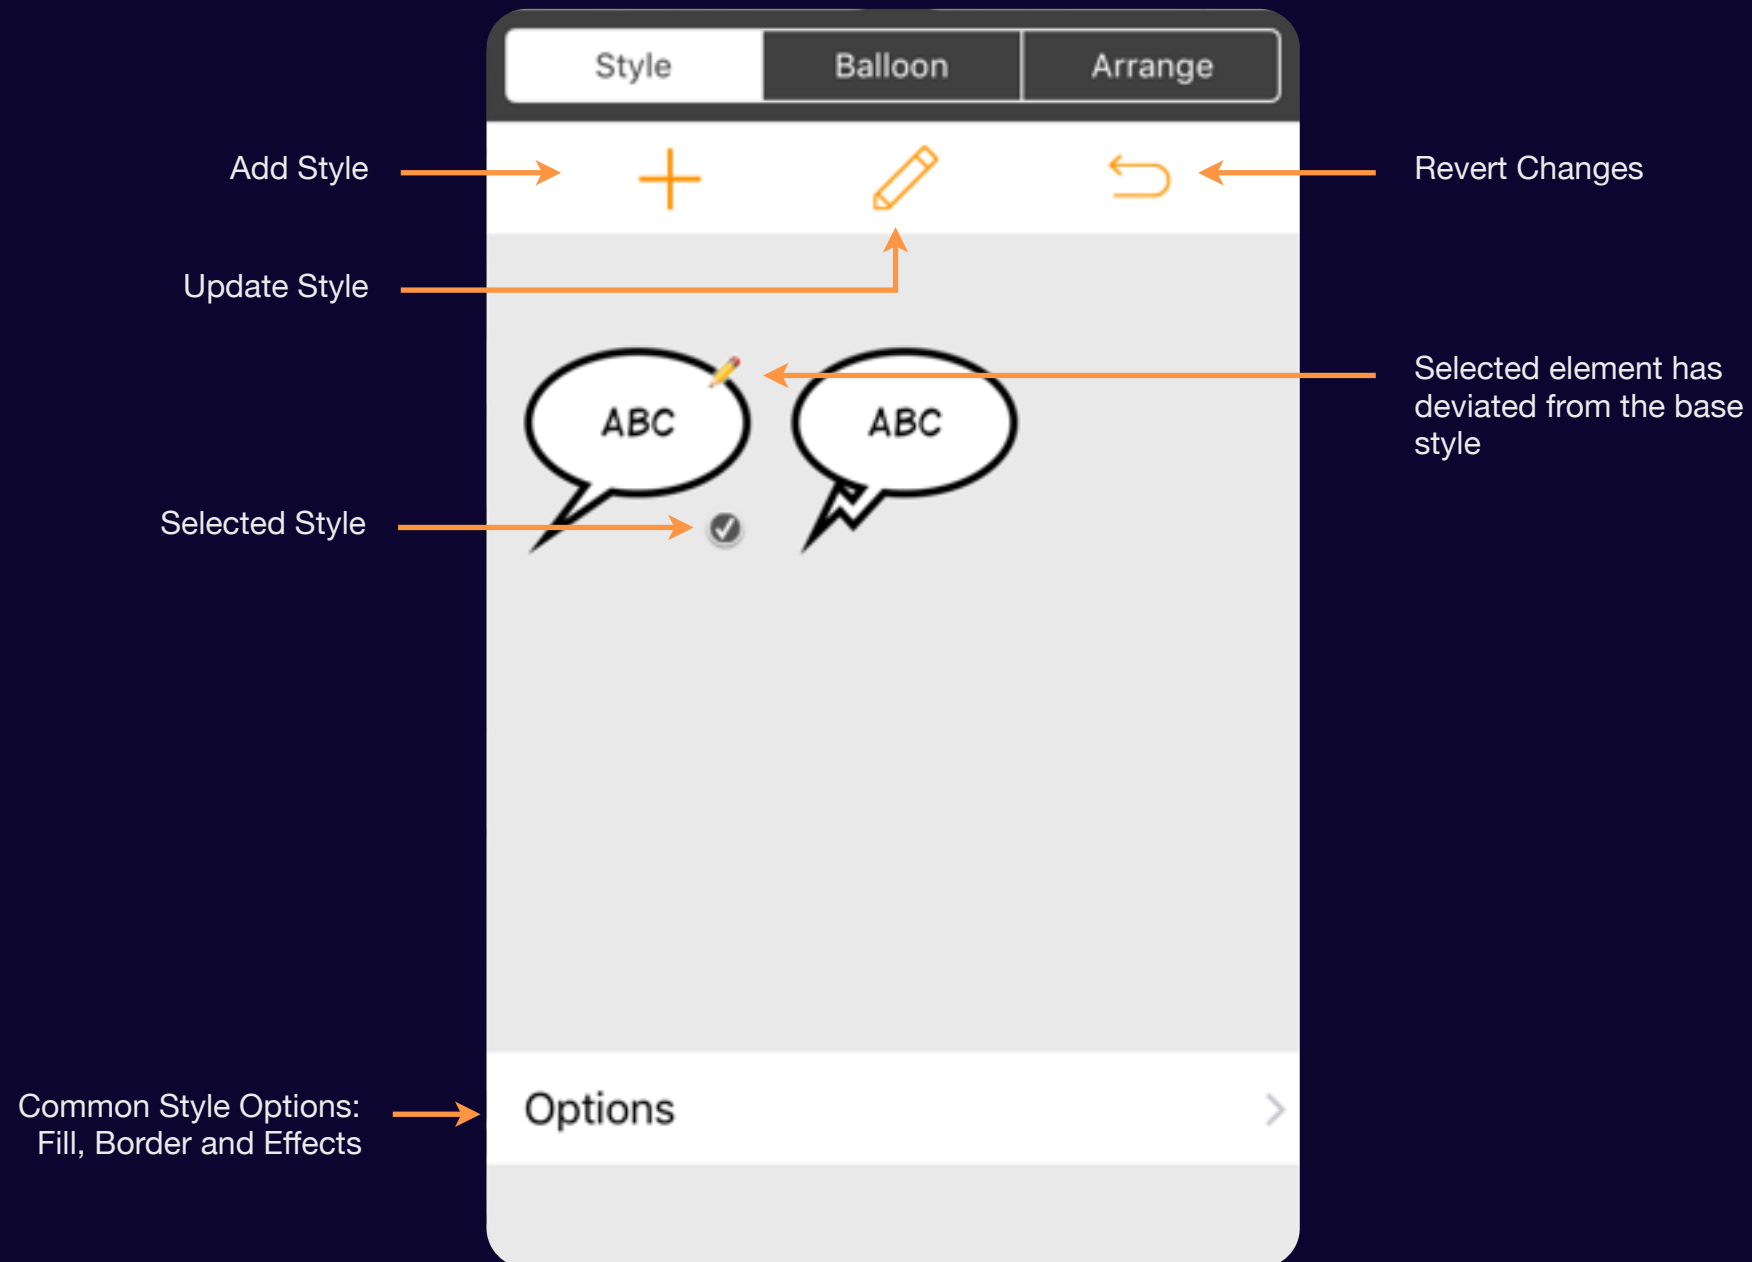 Style
Balloon
Arrange
Add Style
Revert Changes
Update Style
Selected element has
deviated from the base
style
ABC
ABC
Selected Style
Common Style Options:
Fill, Border and Effects
Options